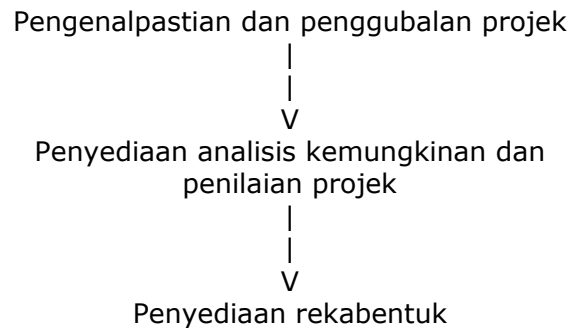 Pengenalpastian dan penggubalan projek
|
|
V
Penyediaan analisis kemungkinan dan
penilaian projek
|
|
V
Penyediaan rekabentuk